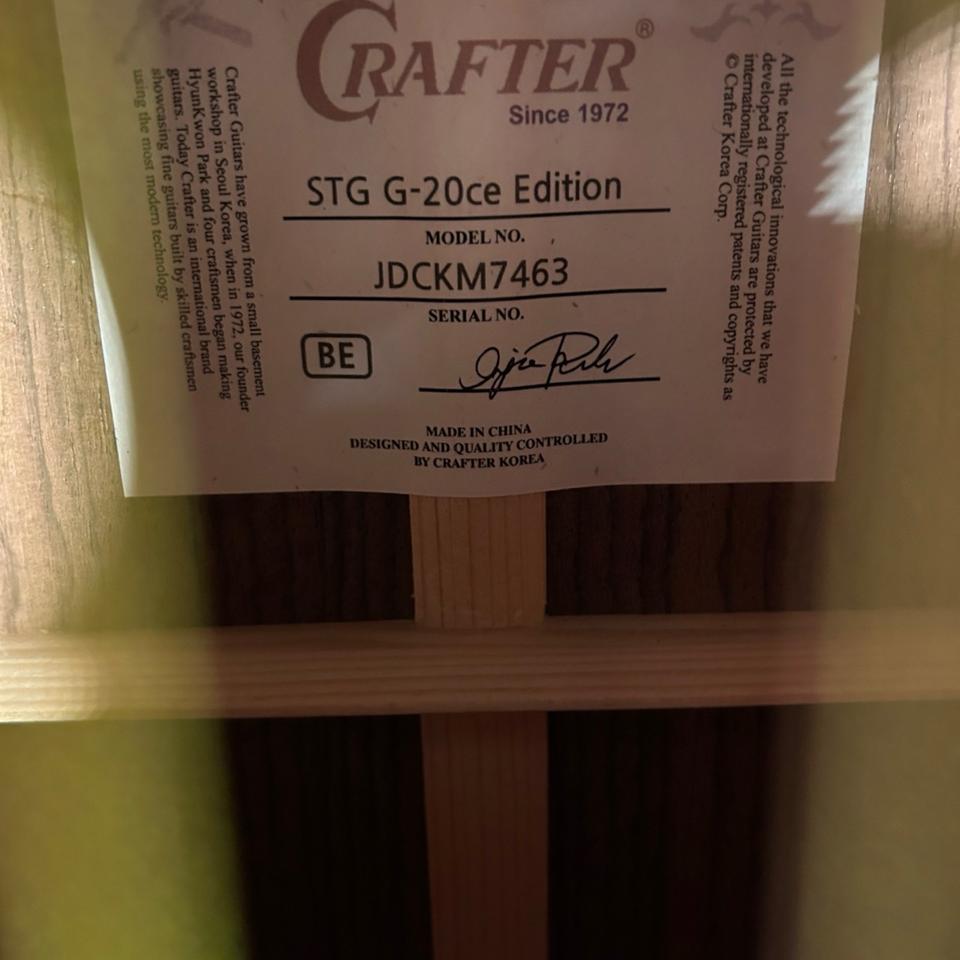 CRAFTER®
Since 1972
STG G-20ce Edition
MODEL NO.
JDCKM7463
SERIAL NO.
BE
MADE IN CHINA
DESIGNED AND QUALITY CONTROLLED
BY CRAFTER KOREA
Crafter Guitars have grown from a small basement
workshop in Seoul Korea, when in 1972, our founder
HyunKwon Park and four craftsmen began making
guitars. Today Crafter is an international brand
showcasing fine guitars built by skilled craftsmen
using the most modern technology.
All the technological innovations that we have
developed at Crafter Guitars are protected by
internationally registered patents and copyrights as
© Crafter Korea Corp.